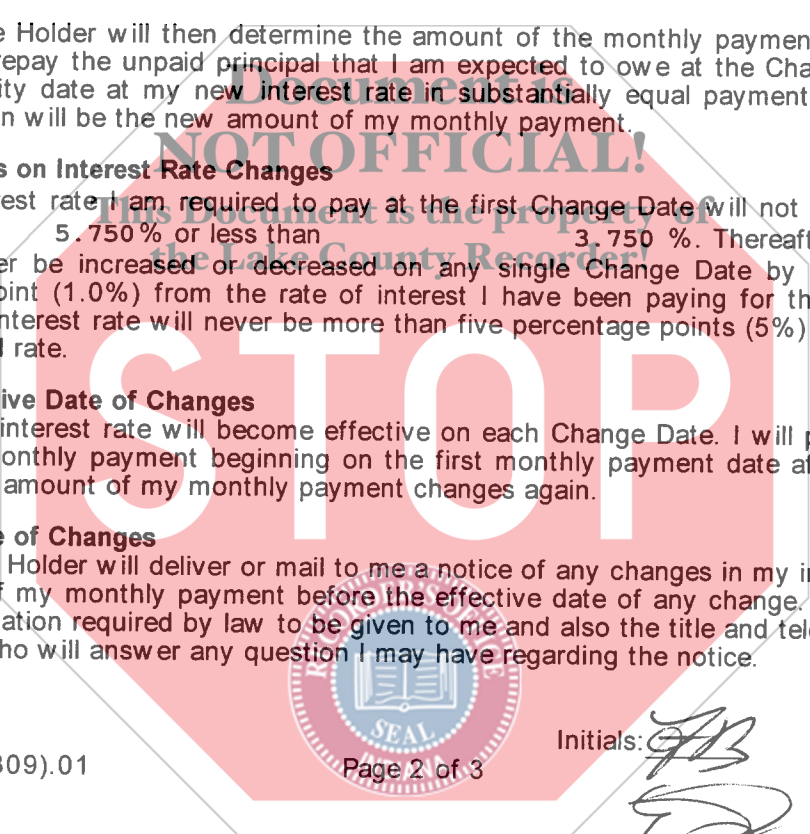 e Holder will then determine the amount of the monthly paymen
repay the unpaid principal that I am expected to owe at the Cha
ity date at my new interest rate in substantially equal payment
n will be the new amount of my monthly payment.
Document is
NOT OFFICIAL!
This Document is the property of
the Lake County Recorder!
s on Interest Rate Changes
rest rate I am required to pay at the first Change Date will not
5.750% or less than 3.750 %. Thereaft
er be increased or decreased on any single Change Date by
oint (1.0%) from the rate of interest I have been paying for th
nterest rate will never be more than five percentage points (5%)
l rate.
STOP
ive Date of Changes
interest rate will become effective on each Change Date. I will p
onthly payment beginning on the first monthly payment date af
amount of my monthly payment changes again.
e of Changes
Holder will deliver or mail to me a notice of any changes in my i
f my monthly payment before the effective date of any change.
ation required by law to be given to me and also the title and tel
ho will answer any question I may have regarding the notice.
SEAL
Initials:
309).01
Page 2 of 3